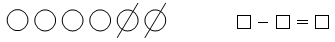 □ − □ = □